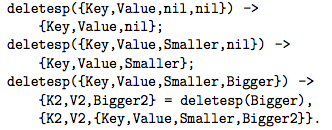 deletesp({Key,Value,nil,nil}) ->
{Key,Value,nil};
deletesp({Key,Value,Smaller,nil}) ->
{Key,Value,Smaller};
deletesp({Key,Value,Smaller,Bigger}) ->
{K2,V2,Bigger2} = deletesp(Bigger),
{K2,V2,{Key,Value,Smaller,Bigger2}}.